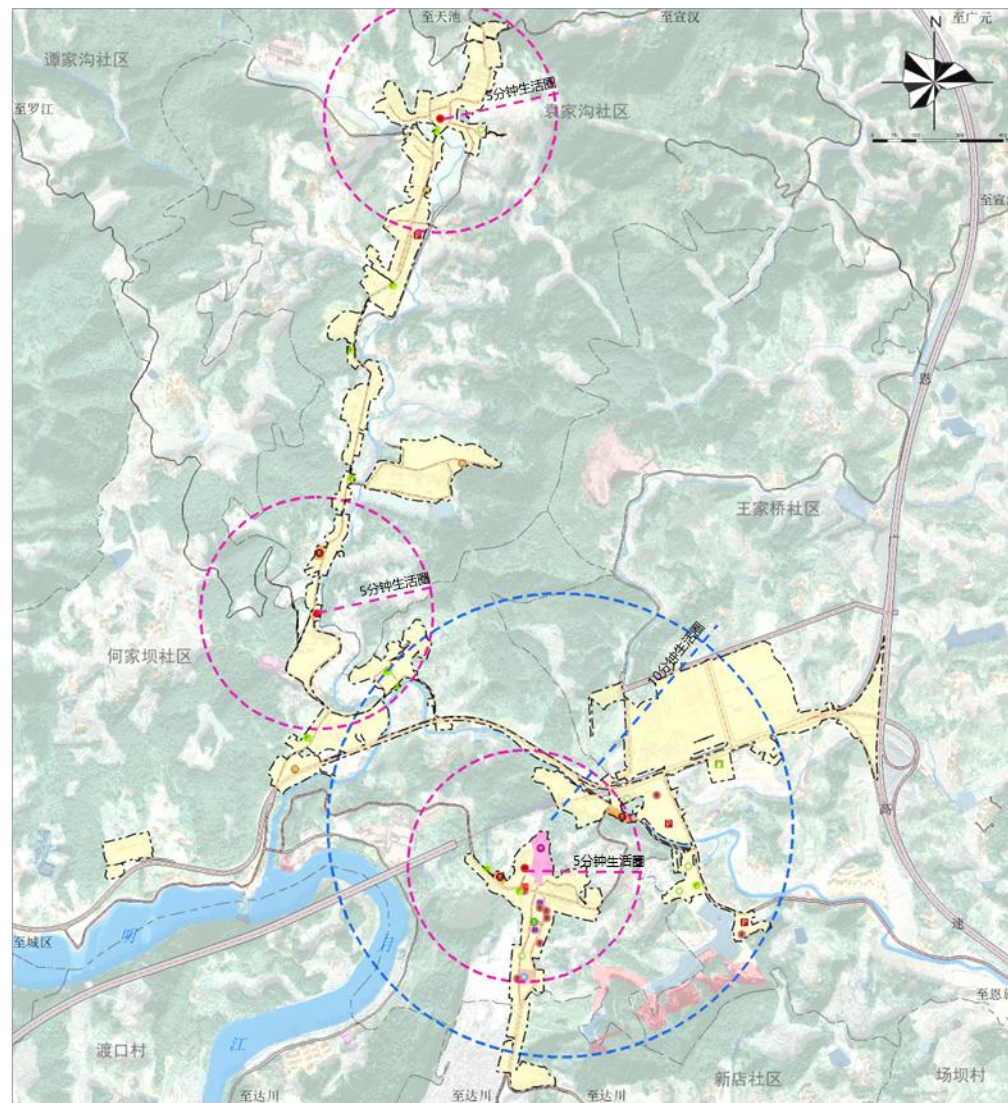 至天池
至宣汉
N
至广元
谭家沟社区
5分钟生活圈
袁家沟社区
至罗江
恩
王家桥社区
5分钟生活圈
10分钟生活圈
何家坝社区
P
P
5分钟生活圈
P
高
速
明
月
江
至城区
渡口村
新店社区
场坝村
至达川
至达川
至达川